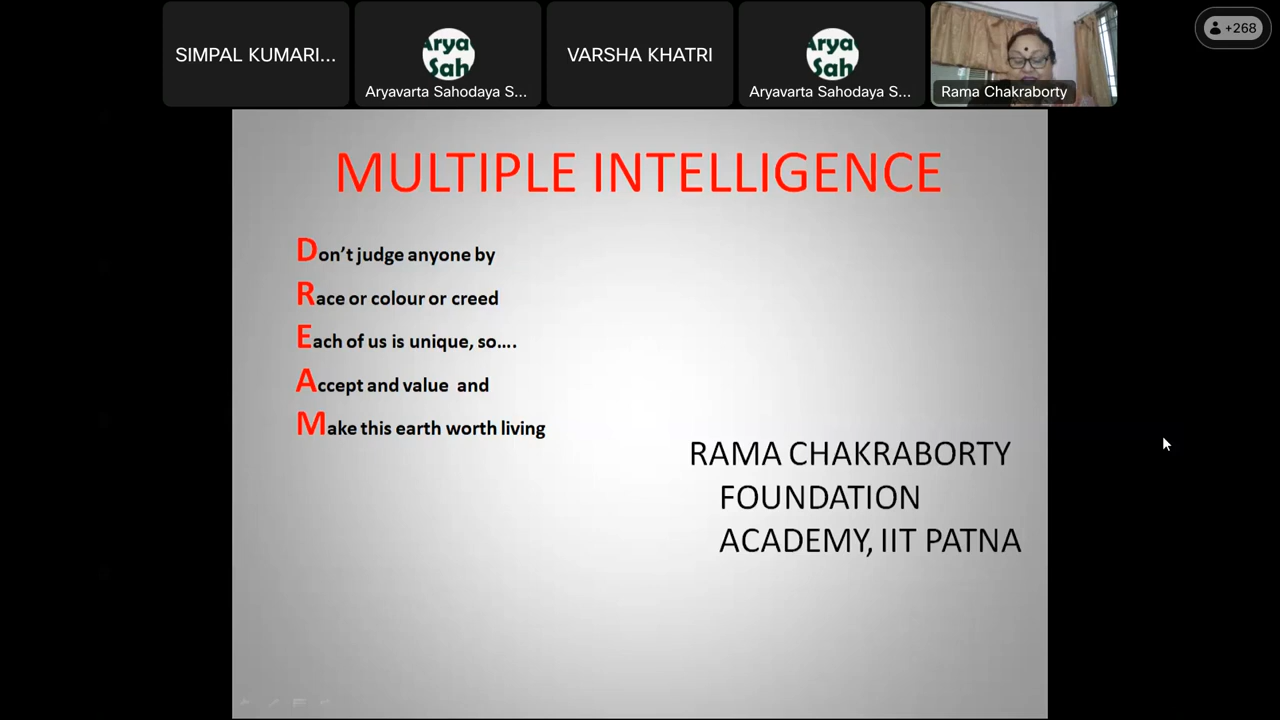 SIMPAL KUMARI...
Arya
Sah
Aryavarta Sahodaya S...
VARSHA KHATRI
Arya
Sah
Aryavarta Sahodaya S...
Rama Chakraborty
+268
MULTIPLE INTELLIGENCE
Don’t judge anyone by
Race or colour or creed
Each of us is unique, so….
Accept and value and
Make this earth worth living
RAMA CHAKRABORTY
FOUNDATION
ACADEMY, IIT PATNA